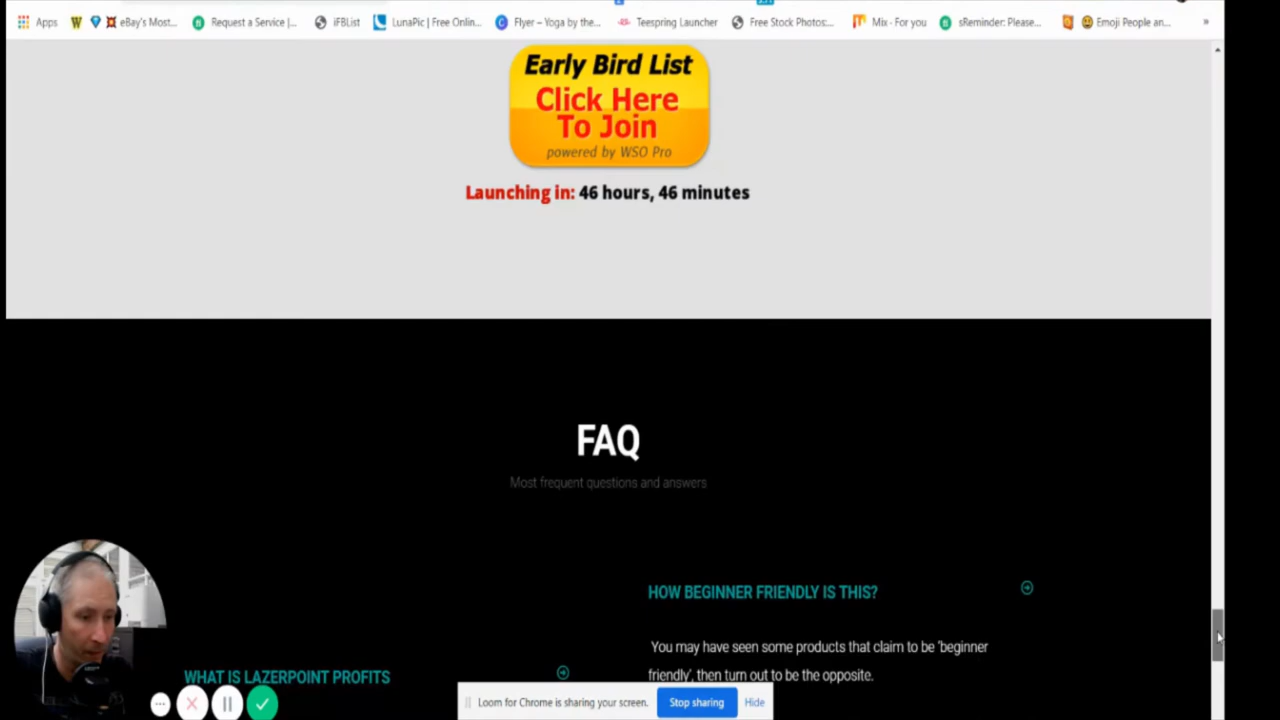 Apps
eBay's Most...
Request a Service |...
iFBList
LunaPic | Free Onlin...
Flyer – Yoga by the...
Teespring Launcher
Free Stock Photos:...
Mix - For you
sReminder: Please...
Emoji People an...
»
Early Bird List
Click Here
To Join
powered by WSO Pro
Launching in: 46 hours, 46 minutes
FAQ
Most frequent questions and answers
HOW BEGINNER FRIENDLY IS THIS?
You may have seen some products that claim to be 'beginner
friendly', then turn out to be the opposite.
WHAT IS LAZERPOINT PROFITS
Loom for Chrome is sharing your screen.
Stop sharing
Hide